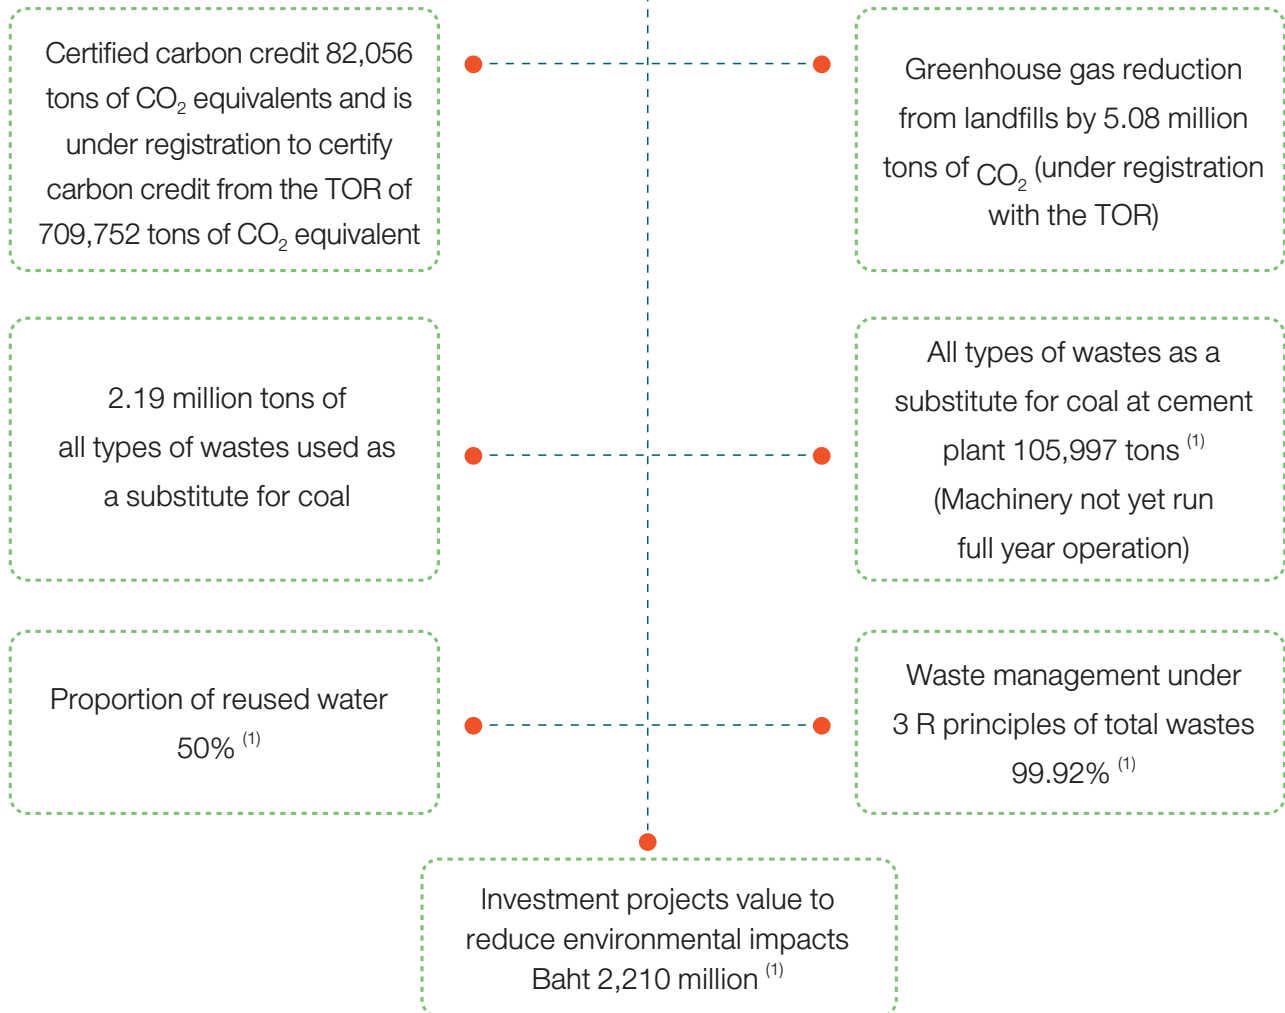 Certified carbon credit 82,056
tons of CO₂ equivalents and is
under registration to certify
carbon credit from the TOR of
709,752 tons of CO₂ equivalent
Greenhouse gas reduction
from landfills by 5.08 million
tons of CO₂ (under registration
with the TOR)
2.19 million tons of
all types of wastes used as
a substitute for coal
All types of wastes as a
substitute for coal at cement
plant 105,997 tons (1)
(Machinery not yet run
full year operation)
Proportion of reused water
50% (1)
Waste management under
3 R principles of total wastes
99.92% (1)
Investment projects value to
reduce environmental impacts
Baht 2,210 million (1)